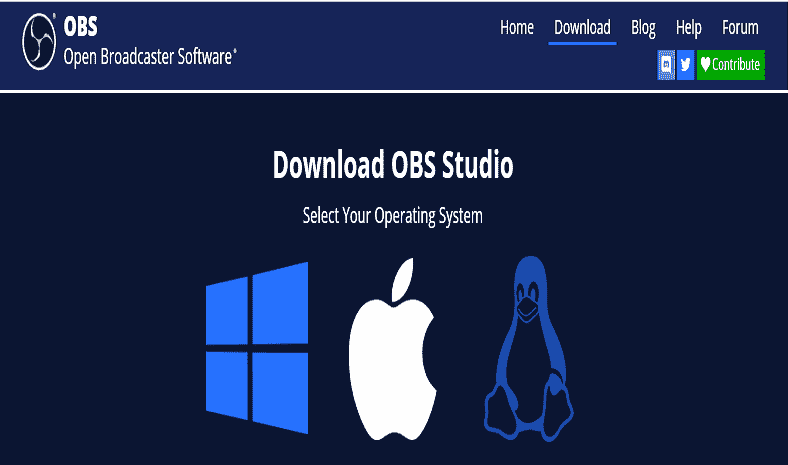 OBS
Open Broadcaster Software®
Home Download Blog Help Forum
Contribute
Download OBS Studio
Select Your Operating System